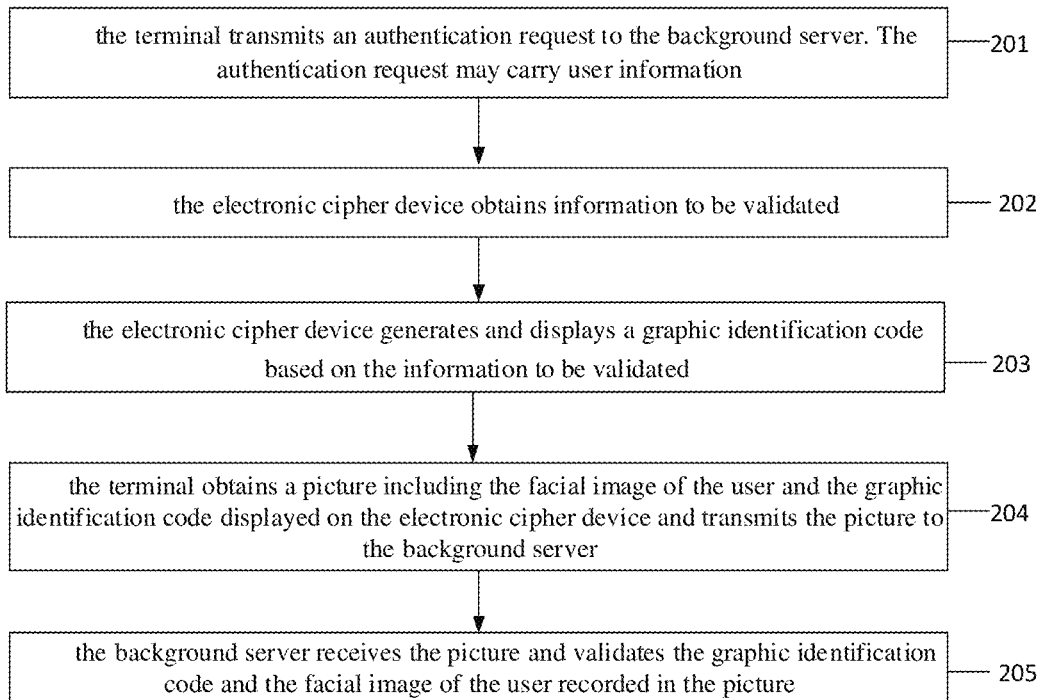 the terminal transmits an authentication request to the background server. The
authentication request may carry user information
201
the electronic cipher device obtains information to be validated
202
the electronic cipher device generates and displays a graphic identification code
based on the information to be validated
203
the terminal obtains a picture including the facial image of the user and the graphic
identification code displayed on the electronic cipher device and transmits the picture to
the background server
204
the background server receives the picture and validates the graphic identification
code and the facial image of the user recorded in the picture
205